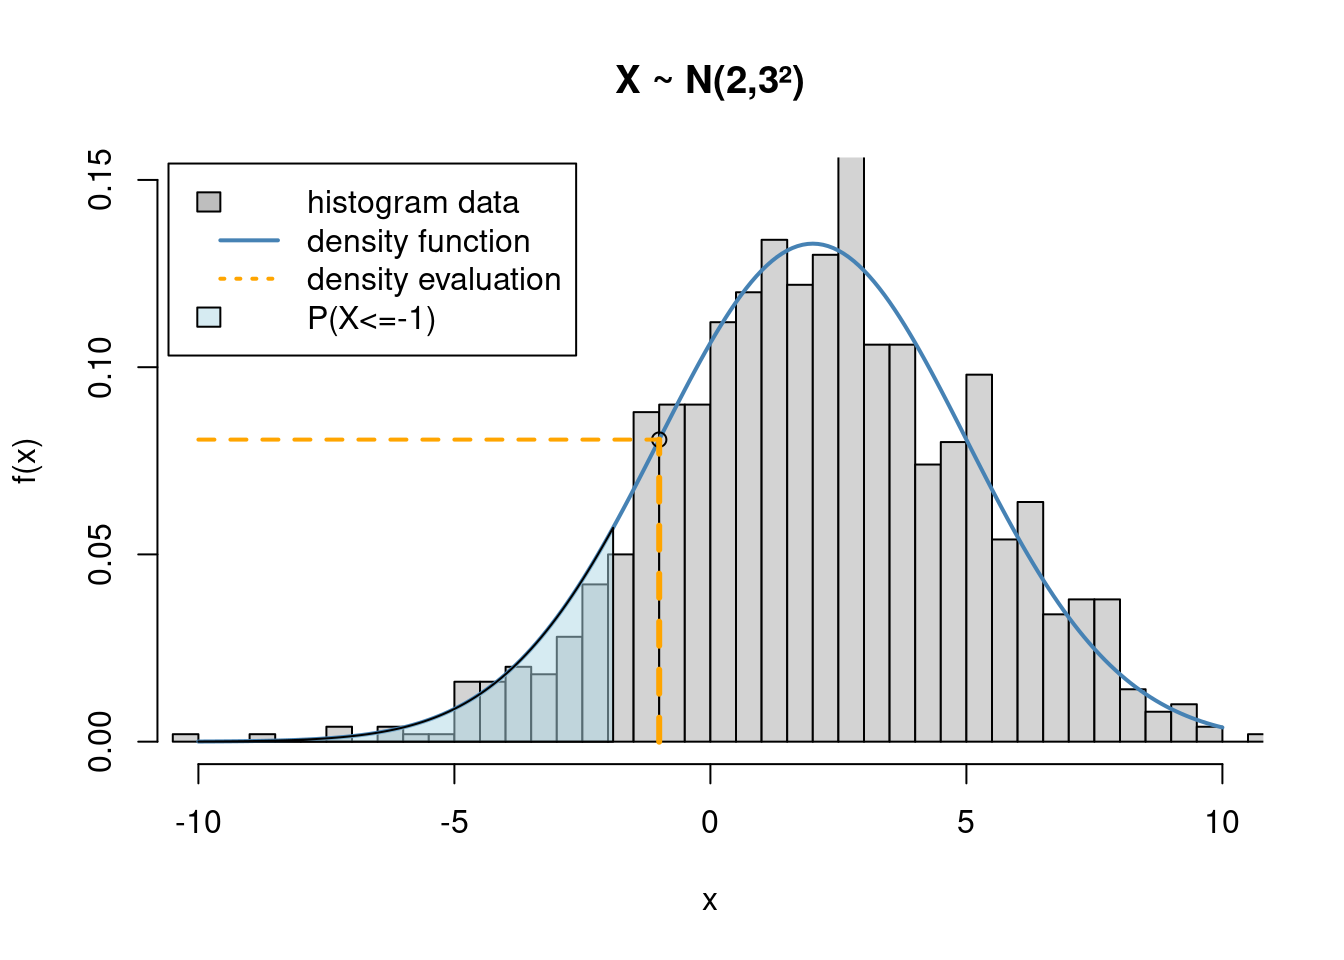 X ~ N(2,3²)
histogram data
density function
density evaluation
P(X<=-1)
0.15
0.10
0.05
0.00
f(x)
-10 -5 0 5 10
x